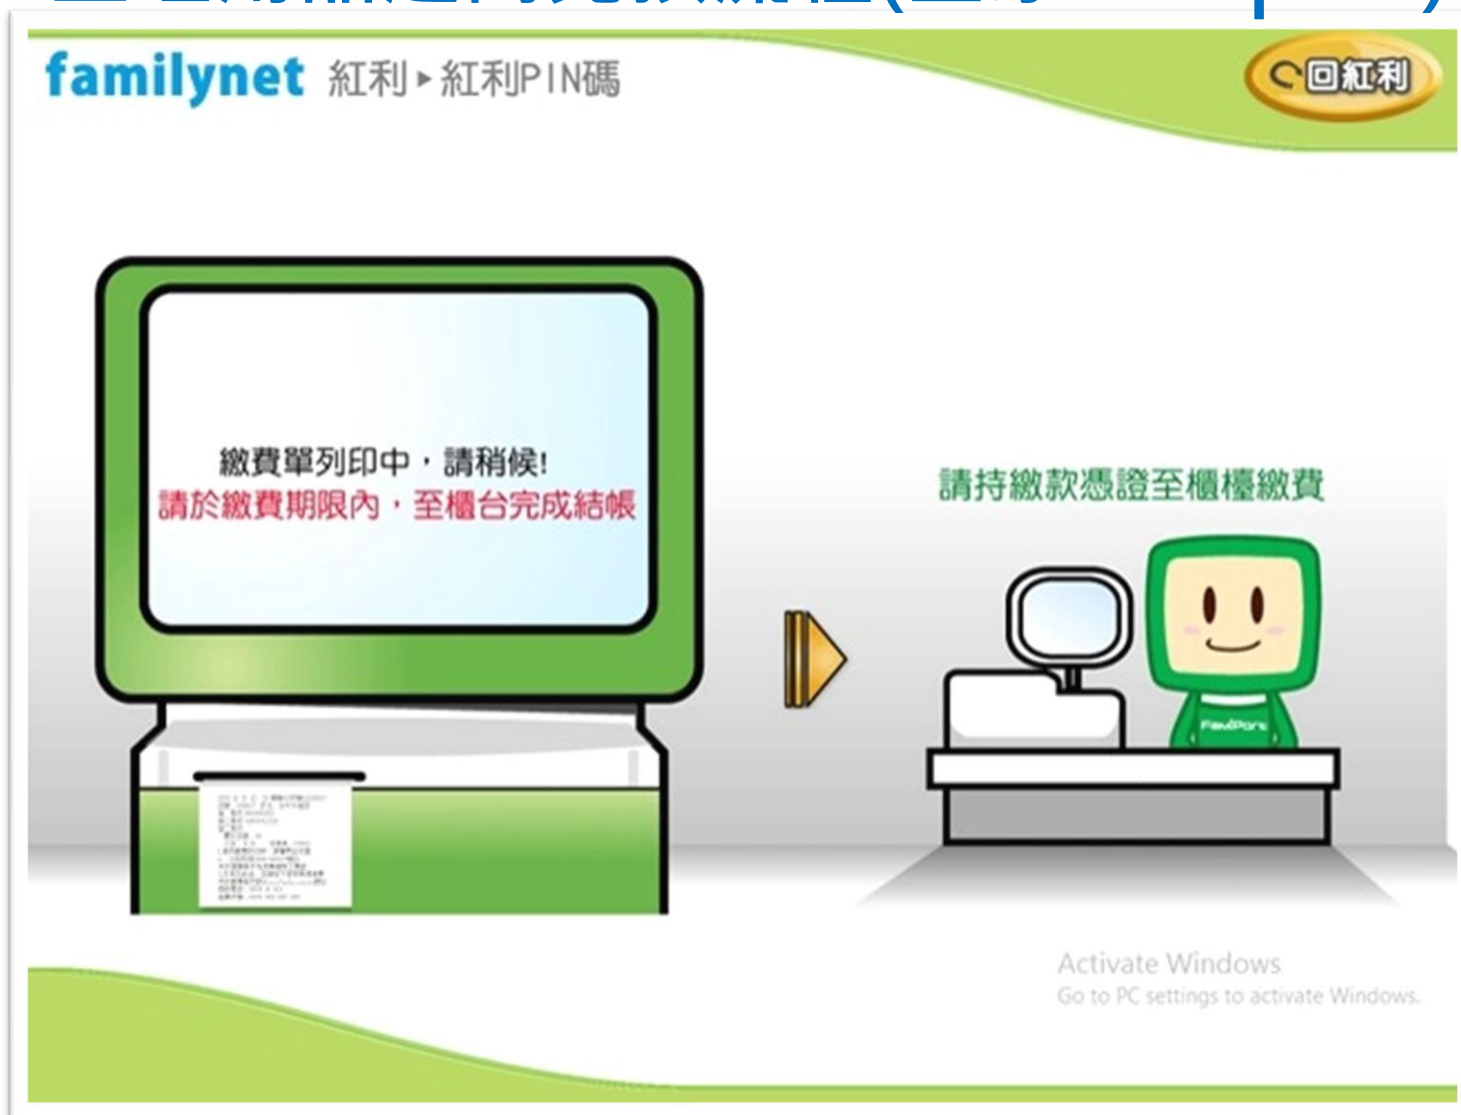 familynet 紅利▶紅利PIN碼
回紅利
繳費單列印中，請稍候!
請於繳費期限內，至櫃台完成結帳
請持繳款憑證至櫃檯繳費
FamiPort
Activate Windows
Go to PC settings to activate Windows.